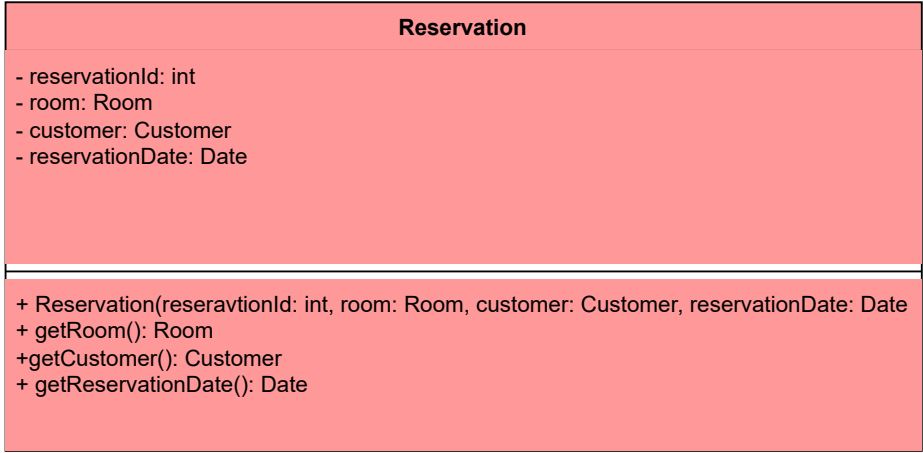 Reservation
- reservationId: int
- room: Room
- customer: Customer
- reservationDate: Date
+ Reservation(reseravtionId: int, room: Room, customer: Customer, reservationDate: Date
+ getRoom(): Room
+getCustomer(): Customer
+ getReservationDate(): Date